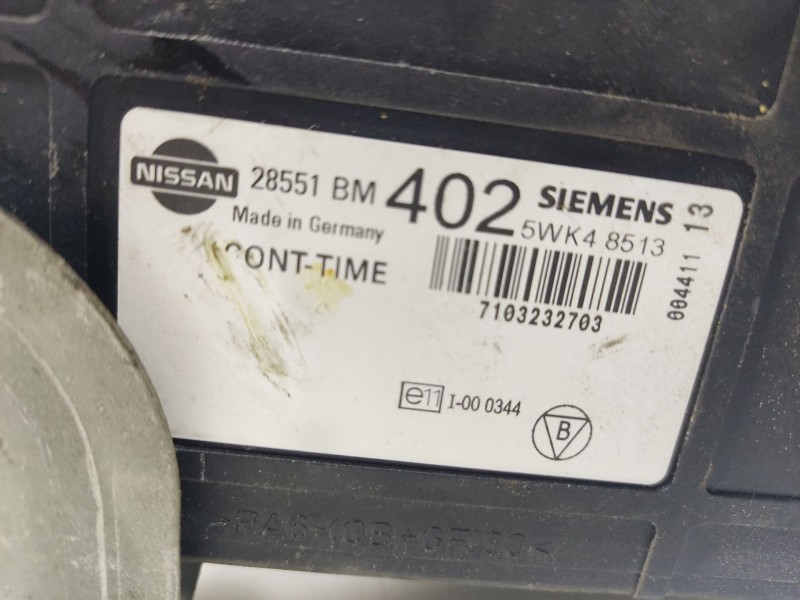 NISSAN
28551 BM 402
SIEMENS
5WK4 8513
Made in Germany
CONT-TIME
7103232703
004411 13
e11 I-00 0344
B